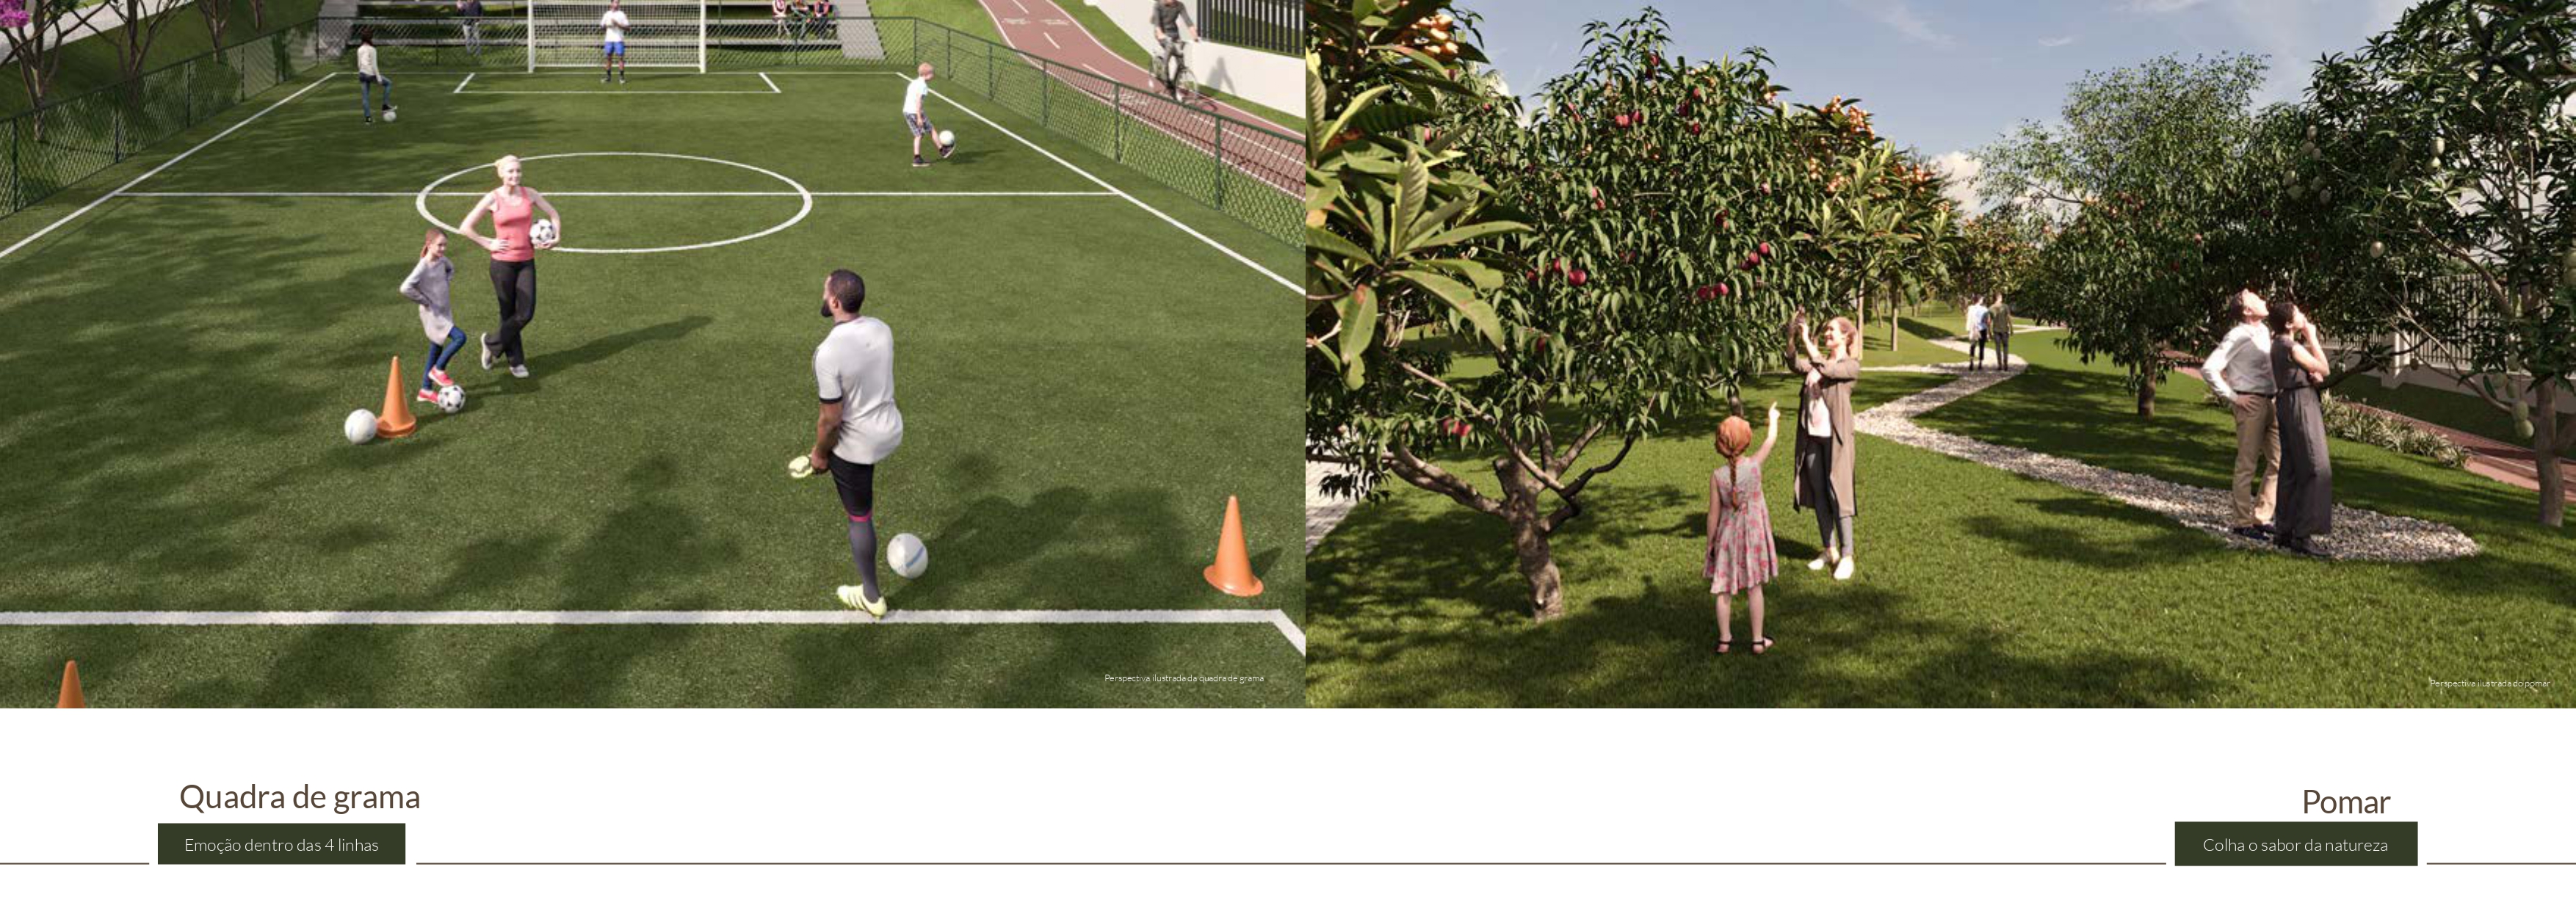 Perspectiva ilustrada da quadra de grama
Perspectiva ilustrada do pomar
Quadra de grama
Emoção dentro das 4 linhas
Pomar
Colha o sabor da natureza